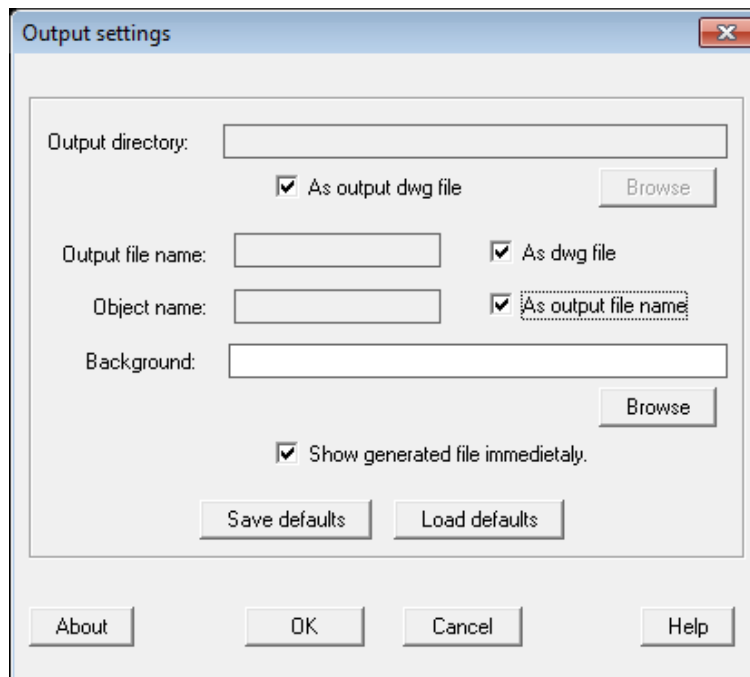 Output settings
Output directory:
As output dwg file
Browse
Output file name:
As dwg file
Object name:
As output file name
Background:
Browse
Show generated file immedietaly.
Save defaults
Load defaults
About
OK
Cancel
Help